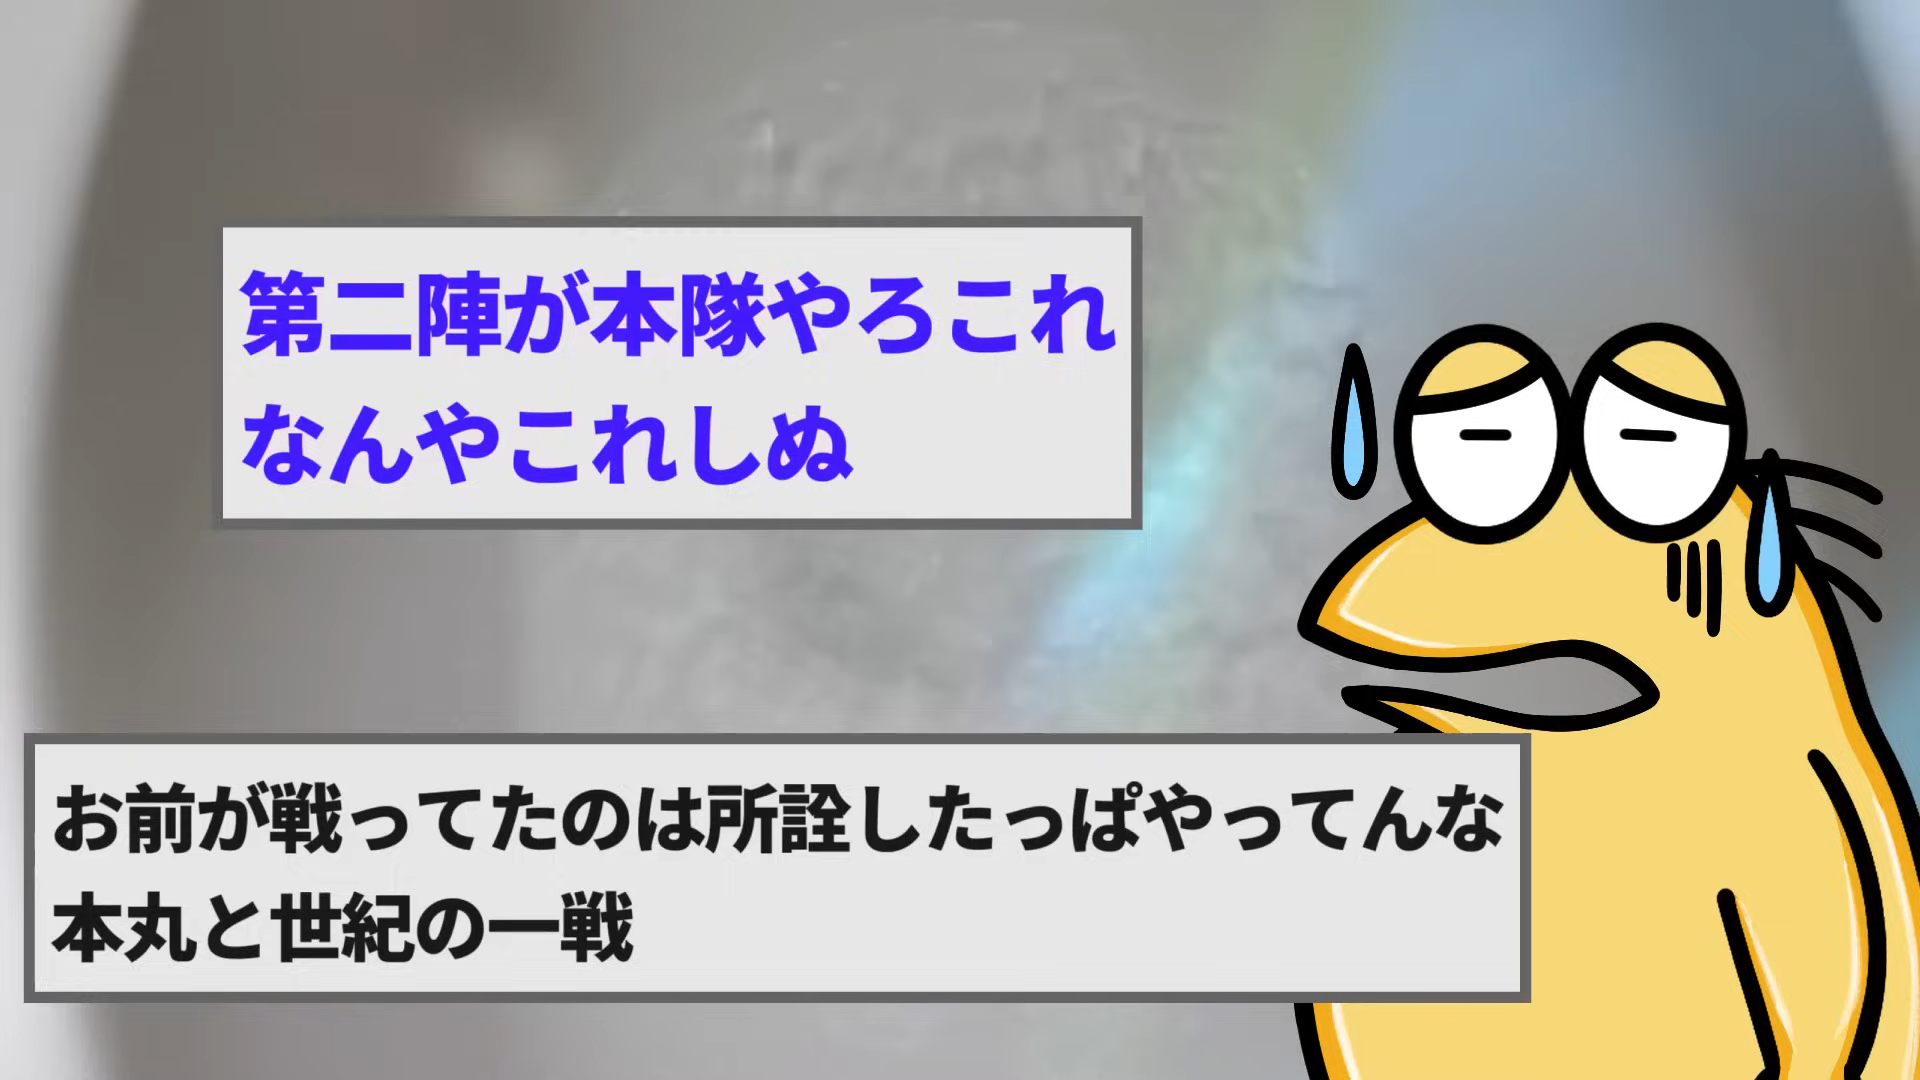 第二陣が本隊やろこれ
なんやこれしぬ
お前が戦ってたのは所詮したっぱやってんな
本丸と世紀の一戦